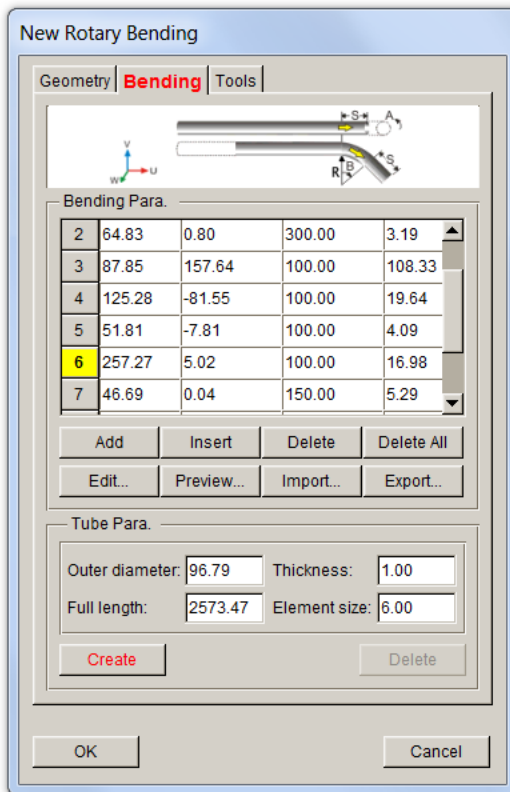 New Rotary Bending
Geometry Bending Tools
S A
V
U
W
R B S
Bending Para.
2 64.83 0.80 300.00 3.19
3 87.85 157.64 100.00 108.33
4 125.28 -81.55 100.00 19.64
5 51.81 -7.81 100.00 4.09
6 257.27 5.02 100.00 16.98
7 46.69 0.04 150.00 5.29
Add Insert Delete Delete All
Edit... Preview... Import... Export...
Tube Para.
Outer diameter: 96.79 Thickness: 1.00
Full length: 2573.47 Element size: 6.00
Create Delete
OK Cancel